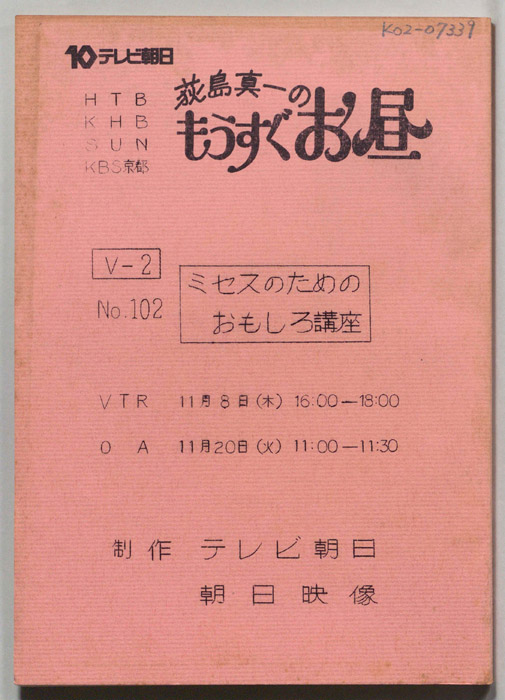 K02-07339
10テレビ朝日
HTB
KHB
SUN
KBS京都
荻島真一の
もうすぐお昼
V-2
No.102
ミセスのための
おもしろ講座
VTR 11月8日(木) 16:00—18:00
OA 11月20日(火) 11:00—11:30
制作 テレビ朝日
朝日映像